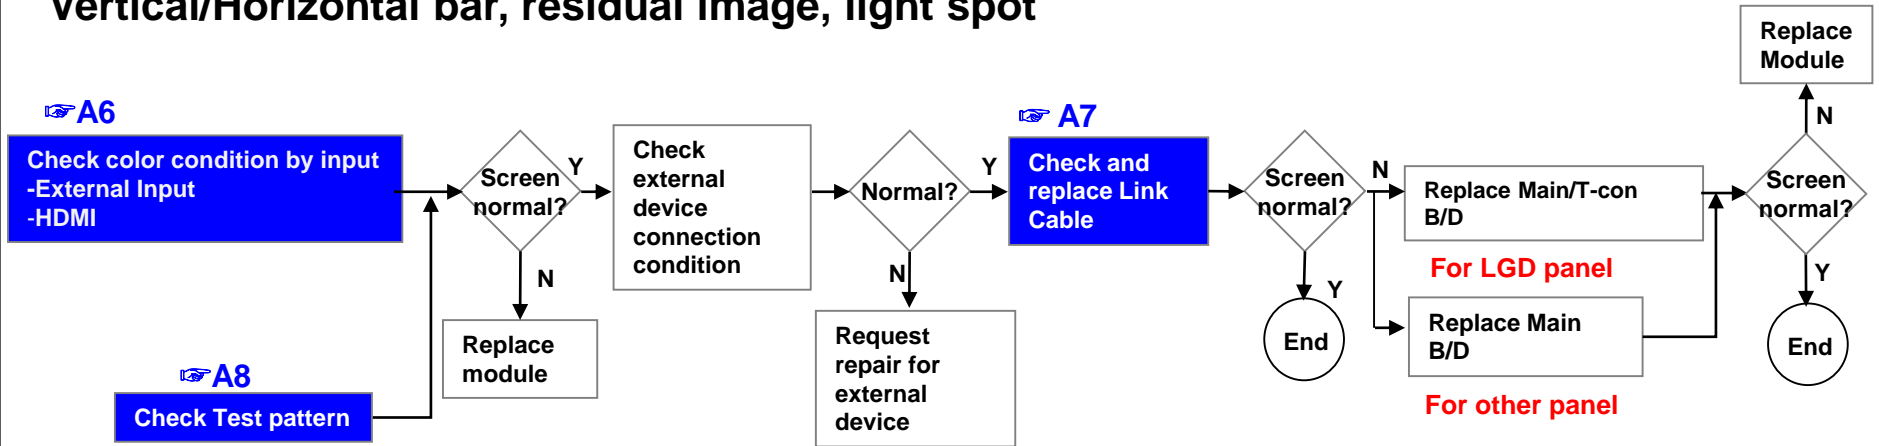 Vertical/Horizontal bar, residual image, light spot
☞A6
Check color condition by input
-External Input
-HDMI
☞A8
Check Test pattern
Screen
normal?
Y
N
Replace
module
Check
external
device
connection
condition
Normal?
Y
N
Request
repair for
external
device
☞ A7
Check and
replace Link
Cable
Screen
normal?
N
Y
End
Replace Main/T-con
B/D
For LGD panel
Replace Main
B/D
For other panel
Screen
normal?
N
Replace
Module
Y
End